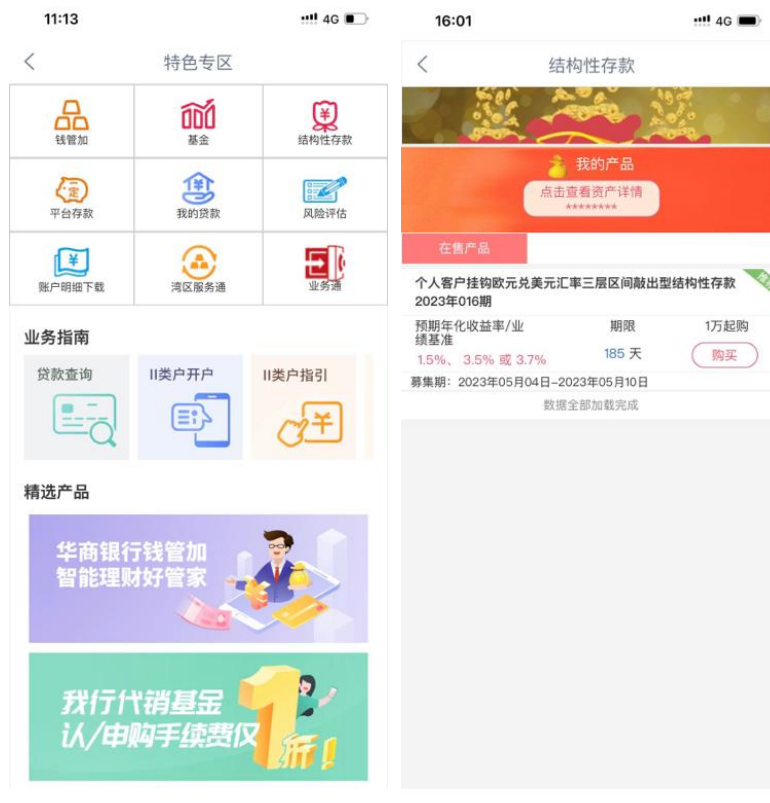 11:13
4G
特色专区
钱管加
基金
结构性存款
平台存款
我的贷款
风险评估
账户明细下载
湾区服务通
业务通
业务指南
贷款查询
II类户开户
II类户指引
精选产品
华商银行钱管加
智能理财好管家
我行代销基金
认/申购手续费仅
1折!
16:01
4G
结构性存款
我的产品
点击查看资产详情
********
在售产品
个人客户挂钩欧元兑美元汇率三层区间敲出型结构性存款
2023年016期
预期年化收益率/业
绩基准
期限
1万起购
1.5%、 3.5% 或 3.7%
185 天
购买
募集期：2023年05月04日-2023年05月10日
数据全部加载完成